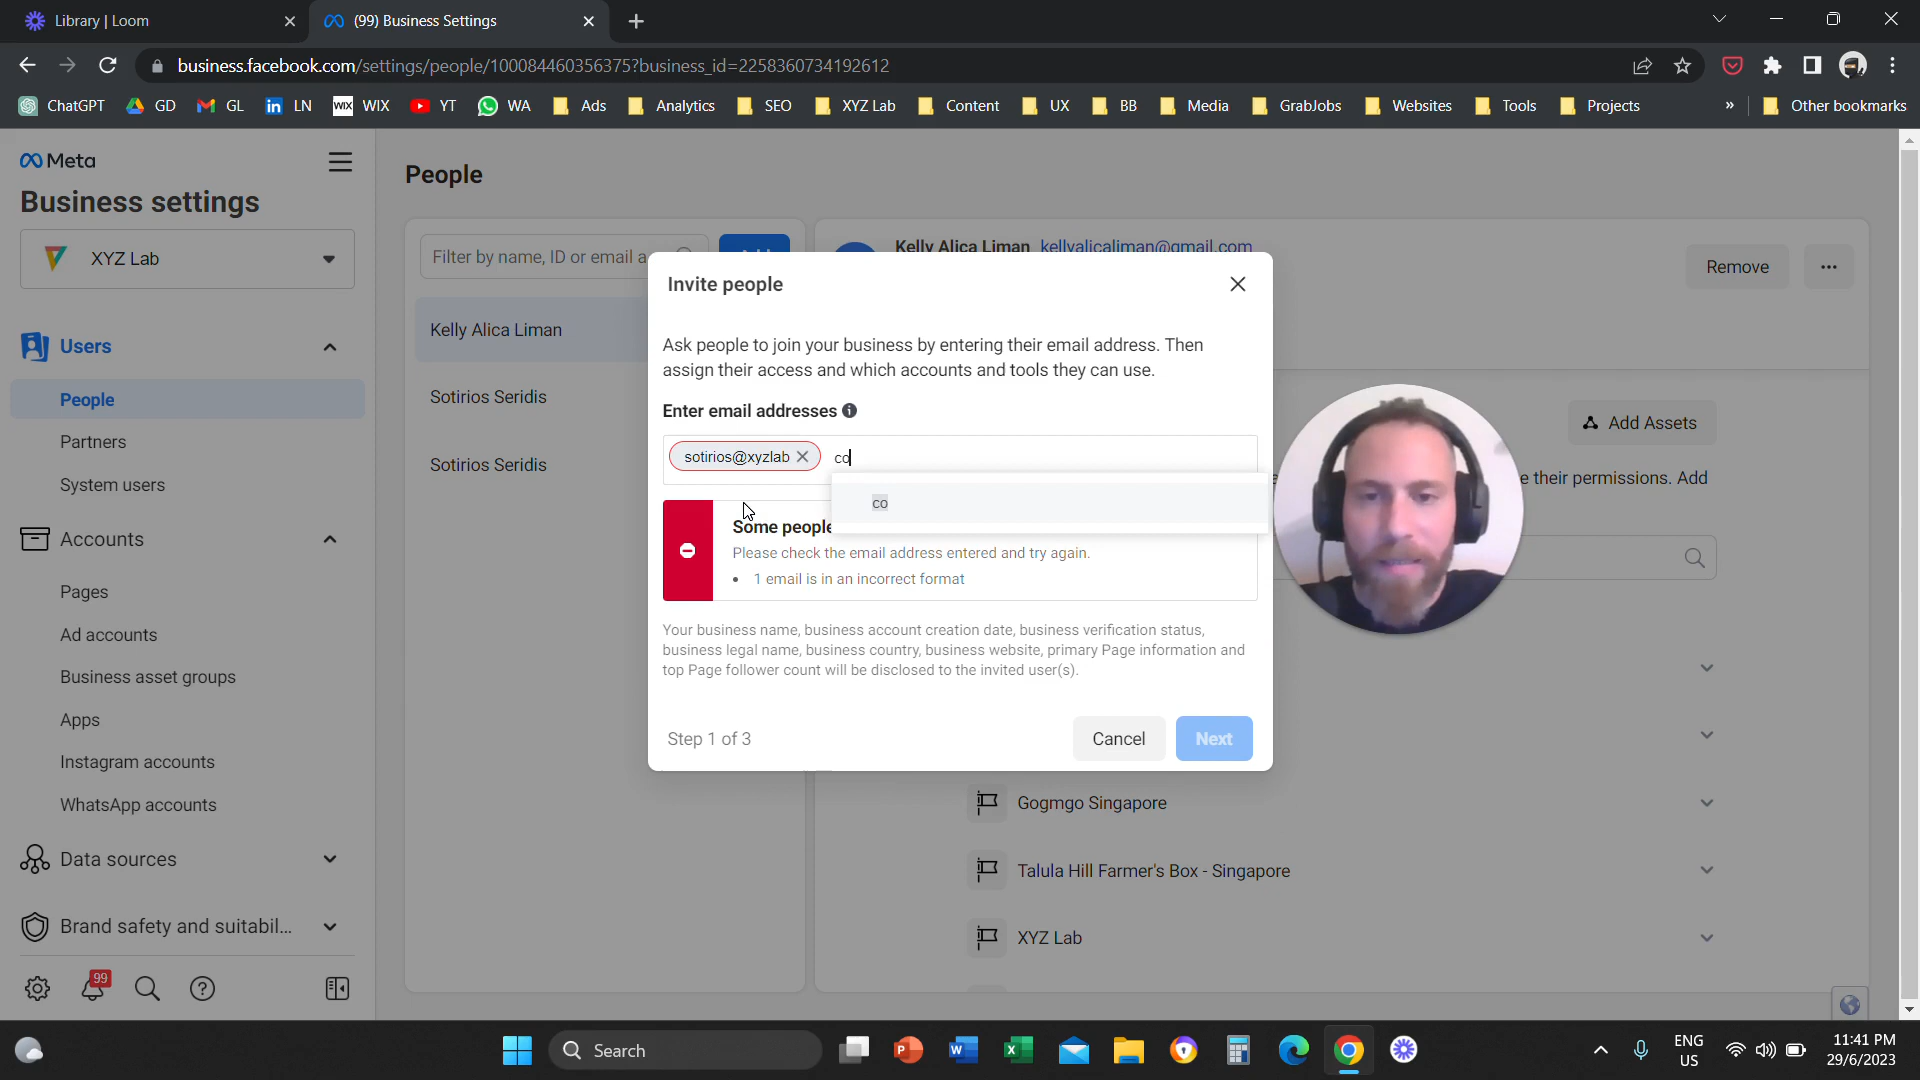 Library | Loom
(99) Business Settings
business.facebook.com/settings/people/100084460356375?business_id=2258360734192612
ChatGPT GD GL LN WIX WIX YT WA Ads Analytics SEO XYZ Lab Content UX BB Media GrabJobs Websites Tools Projects » Other bookmarks
Meta
Business settings
XYZ Lab
Users
People
Partners
System users
Accounts
Pages
Ad accounts
Business asset groups
Apps
Instagram accounts
WhatsApp accounts
Data sources
Brand safety and suitabil...
99
People
Filter by name, ID or email a
Kelly Alica Liman
Sotirios Seridis
Sotirios Seridis
Kelly Alica Liman kellyalicaliman@gmail.com
Remove
Add Assets
e their permissions. Add
Gogmgo Singapore
Talula Hill Farmer's Box - Singapore
XYZ Lab
Invite people
Ask people to join your business by entering their email address. Then
assign their access and which accounts and tools they can use.
Enter email addresses
sotirios@xyzlab co
co
Some people
Please check the email address entered and try again.
• 1 email is in an incorrect format
Your business name, business account creation date, business verification status,
business legal name, business country, business website, primary Page information and
top Page follower count will be disclosed to the invited user(s).
Step 1 of 3
Cancel
Next
Search
ENG
US
11:41 PM
29/6/2023